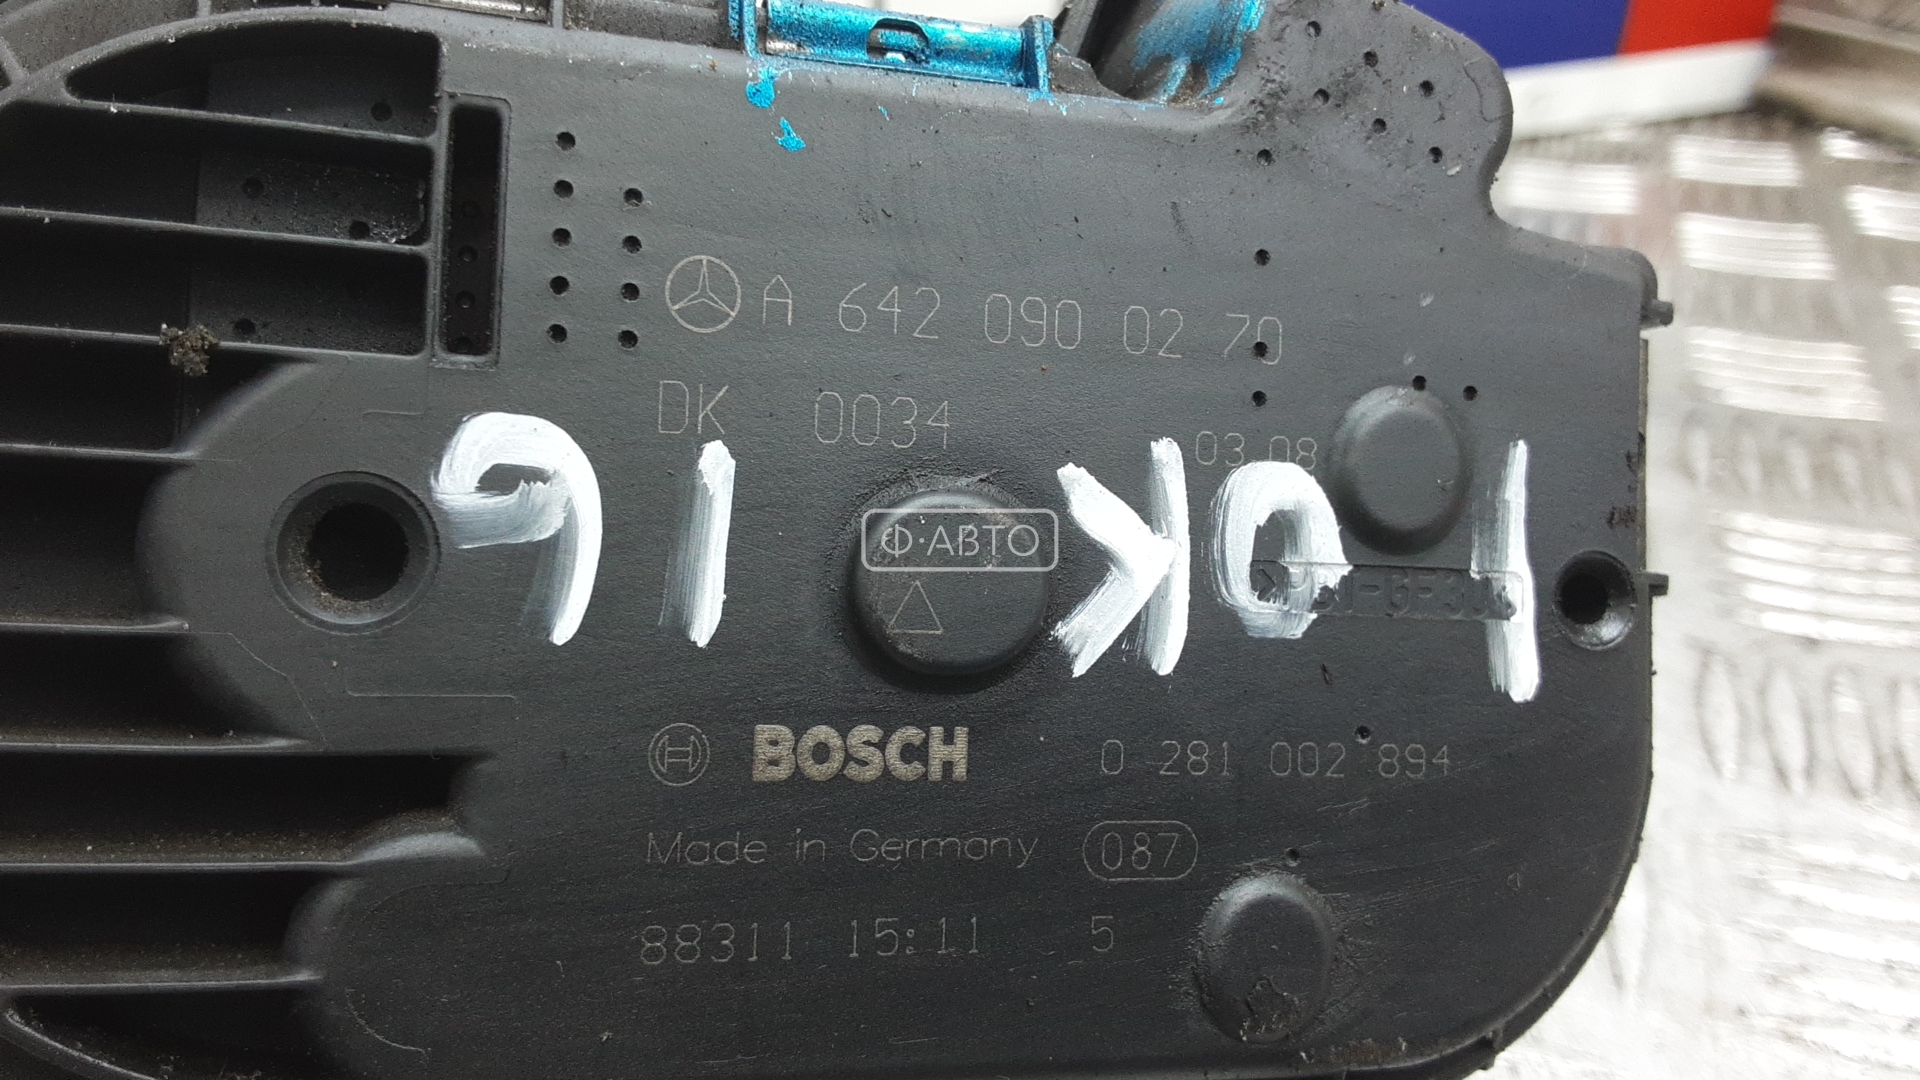 A 642 090 02 70
DK 0034
03 08
Ф·АВТО
BOSCH 0 281 002 894
Made in Germany 087
88311 15:11 5